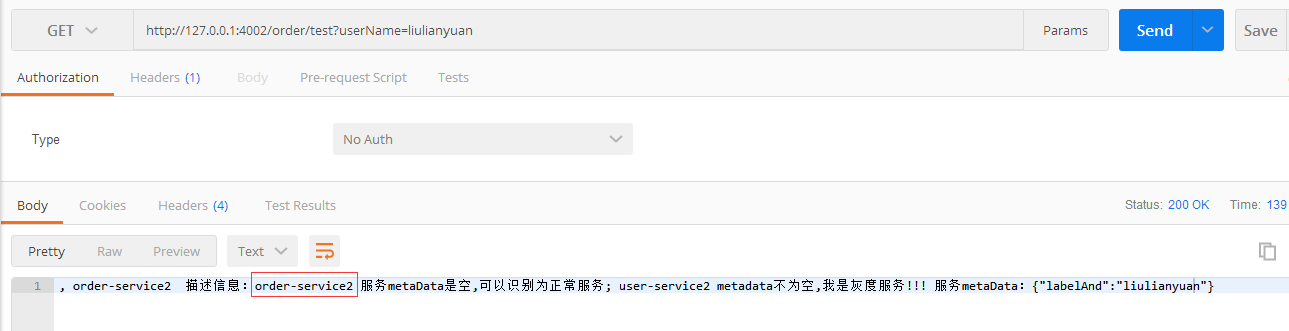 GET http://127.0.0.1:4002/order/test?userName=liulianyuan Params Send Save
Authorization Headers (1) Body Pre-request Script Tests
Type No Auth
Body Cookies Headers (4) Test Results Status: 200 OK Time: 139
Pretty Raw Preview Text
1 , order-service2 描述信息：order-service2 服务metaData是空,可以识别为正常服务; user-service2 metadata不为空,我是灰度服务!!! 服务metaData：{"labelAnd":"liulianyuan"}